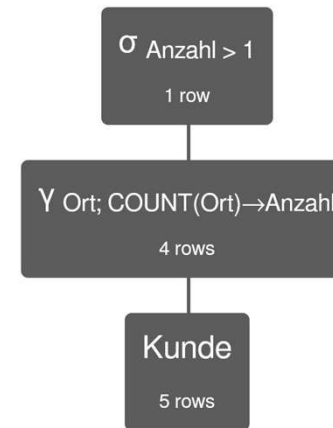 σ Anzahl > 1
1 row
γ Ort; COUNT(Ort)→Anzahl
4 rows
Kunde
5 rows